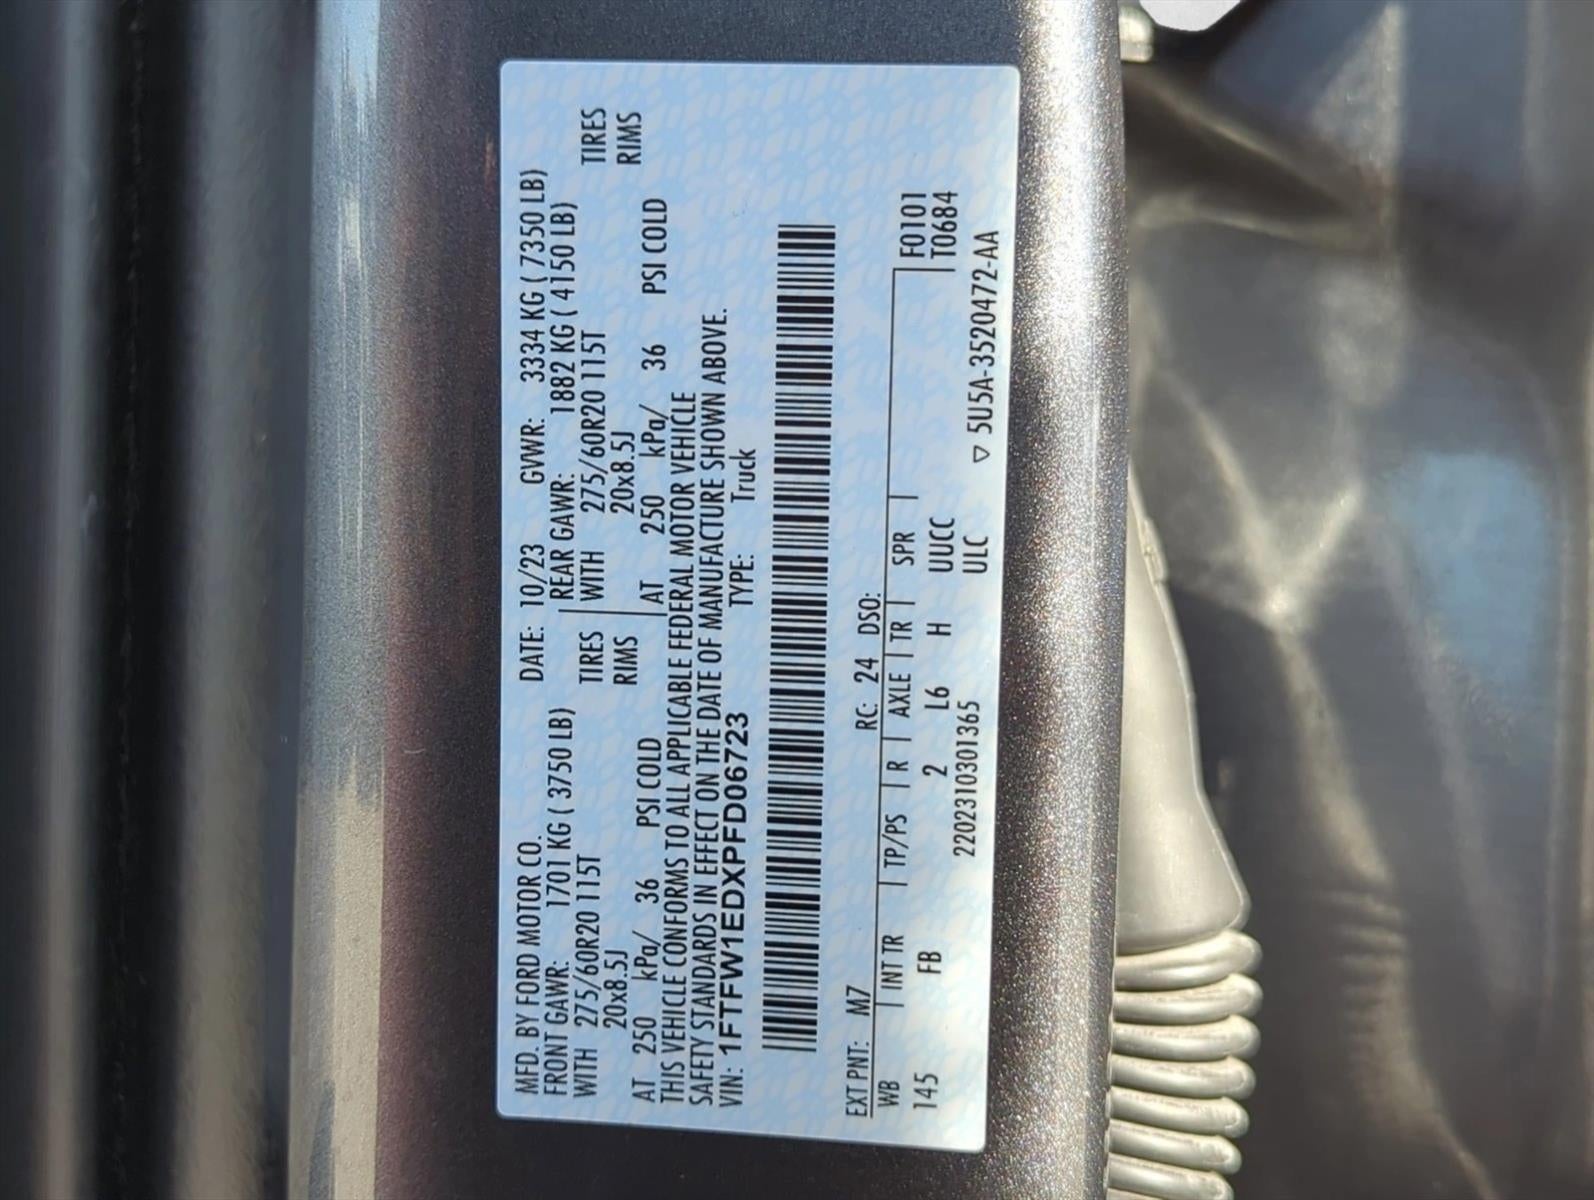 MFD. BY FORD MOTOR CO. DATE: 10/23 GVWR: 3334 KG ( 7350 LB)
FRONT GAWR: 1701 KG ( 3750 LB) REAR GAWR: 1882 KG ( 4150 LB)
WITH 275/60R20 115T TIRES WITH 275/60R20 115T TIRES
20x8.5J RIMS 20x8.5J RIMS
AT 250 kPa/ 36 PSI COLD AT 250 kPa/ 36 PSI COLD
THIS VEHICLE CONFORMS TO ALL APPLICABLE FEDERAL MOTOR VEHICLE
SAFETY STANDARDS IN EFFECT ON THE DATE OF MANUFACTURE SHOWN ABOVE.
VIN: 1FTFW1EDXPFD06723 TYPE: Truck
EXT PNT: M7 RC: 24 DSO:
WB INT TR TP/PS R AXLE TR SPR F0101
145 FB 2 L6 H UUCC T0684
2202310301365 ULC ▽ 5U5A-3520472-AA